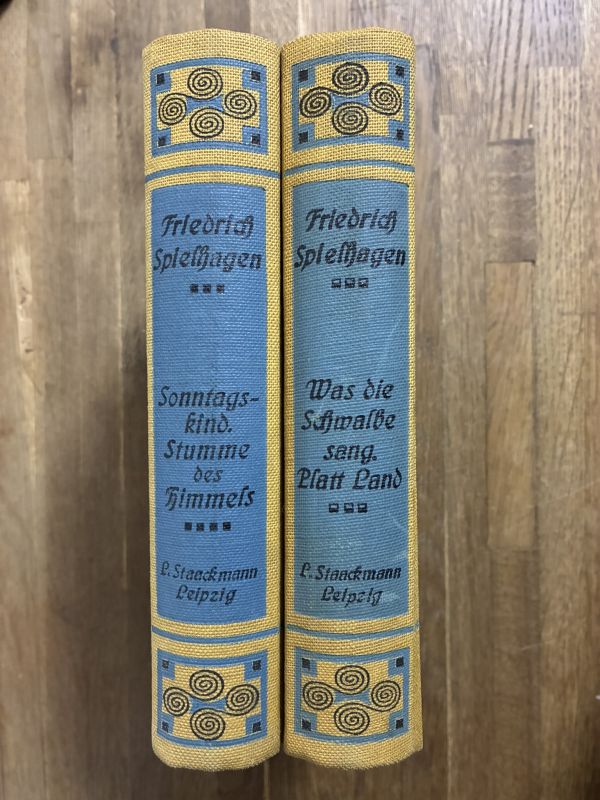 Friedrich
Spielhagen
Sonntags-
kind.
Stumme
des
Himmels
L. Staackmann
Leipzig
Friedrich
Spielhagen
Was die
Schwalbe
sang.
Platt Land
L. Staackmann
Leipzig